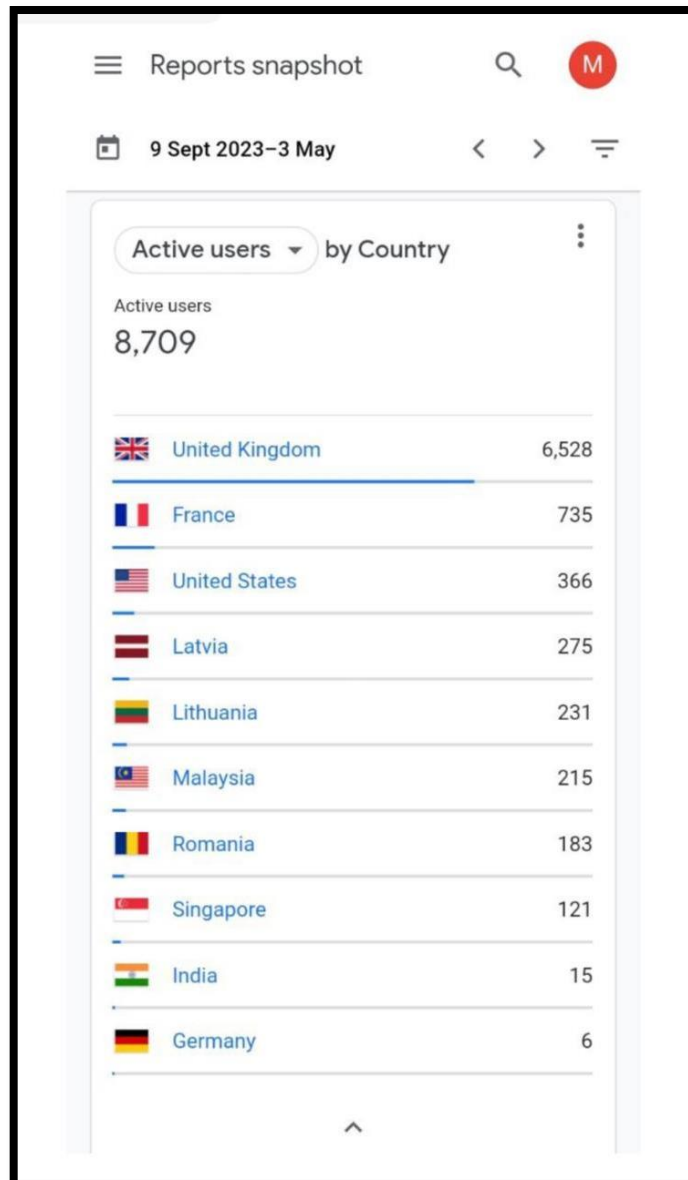 Reports snapshot M
9 Sept 2023–3 May
Active users by Country
Active users
8,709
United Kingdom 6,528
France 735
United States 366
Latvia 275
Lithuania 231
Malaysia 215
Romania 183
Singapore 121
India 15
Germany 6